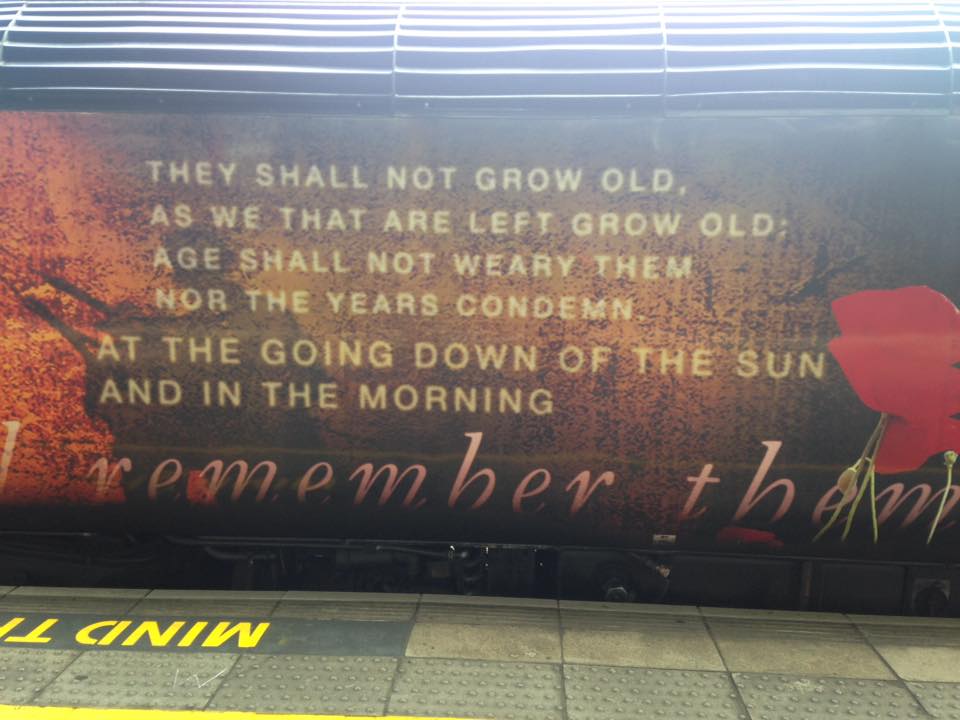 THEY SHALL NOT GROW OLD,
AS WE THAT ARE LEFT GROW OLD:
AGE SHALL NOT WEARY THEM
NOR THE YEARS CONDEMN.
AT THE GOING DOWN OF THE SUN
AND IN THE MORNING
l remember them
MIND T